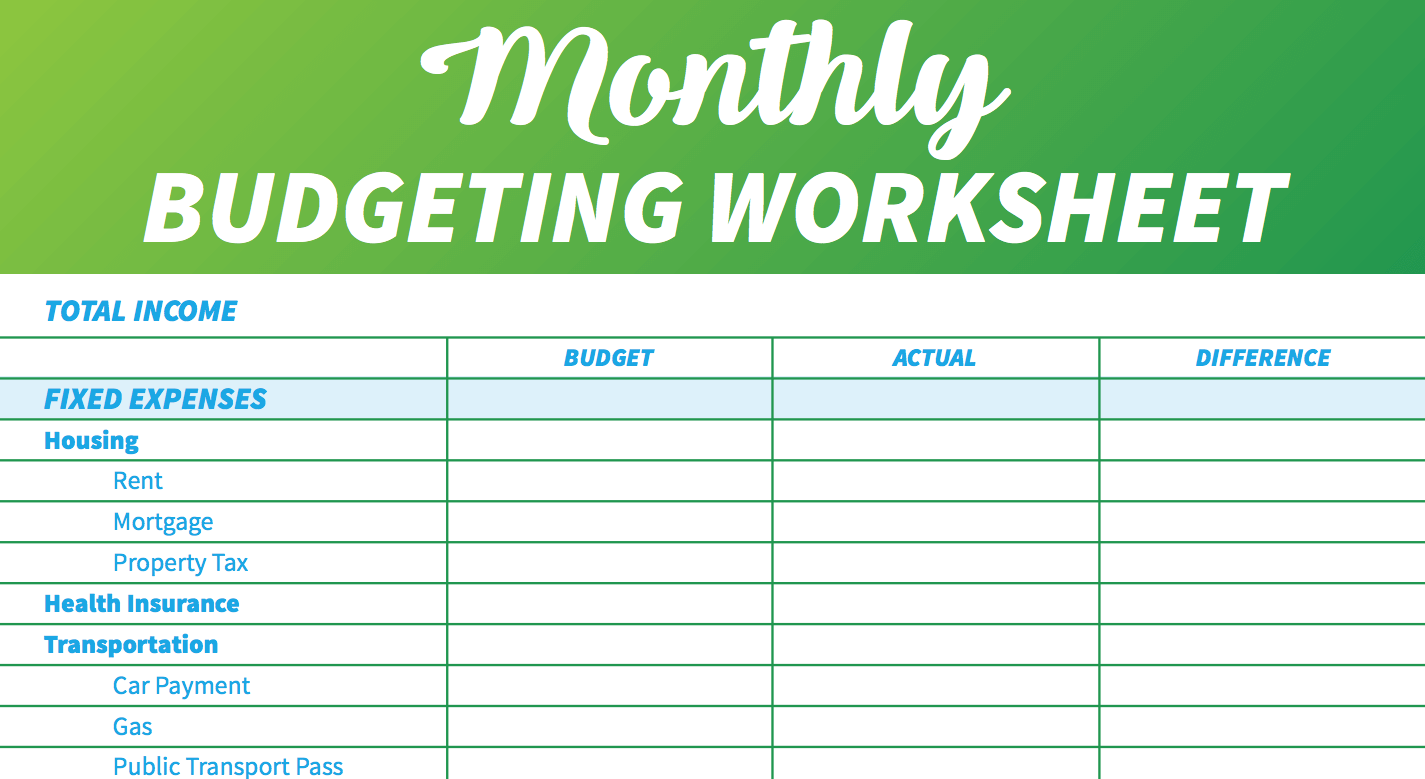 Monthly
BUDGETING WORKSHEET
TOTAL INCOME
BUDGET ACTUAL DIFFERENCE
FIXED EXPENSES
Housing
Rent
Mortgage
Property Tax
Health Insurance
Transportation
Car Payment
Gas
Public Transport Pass